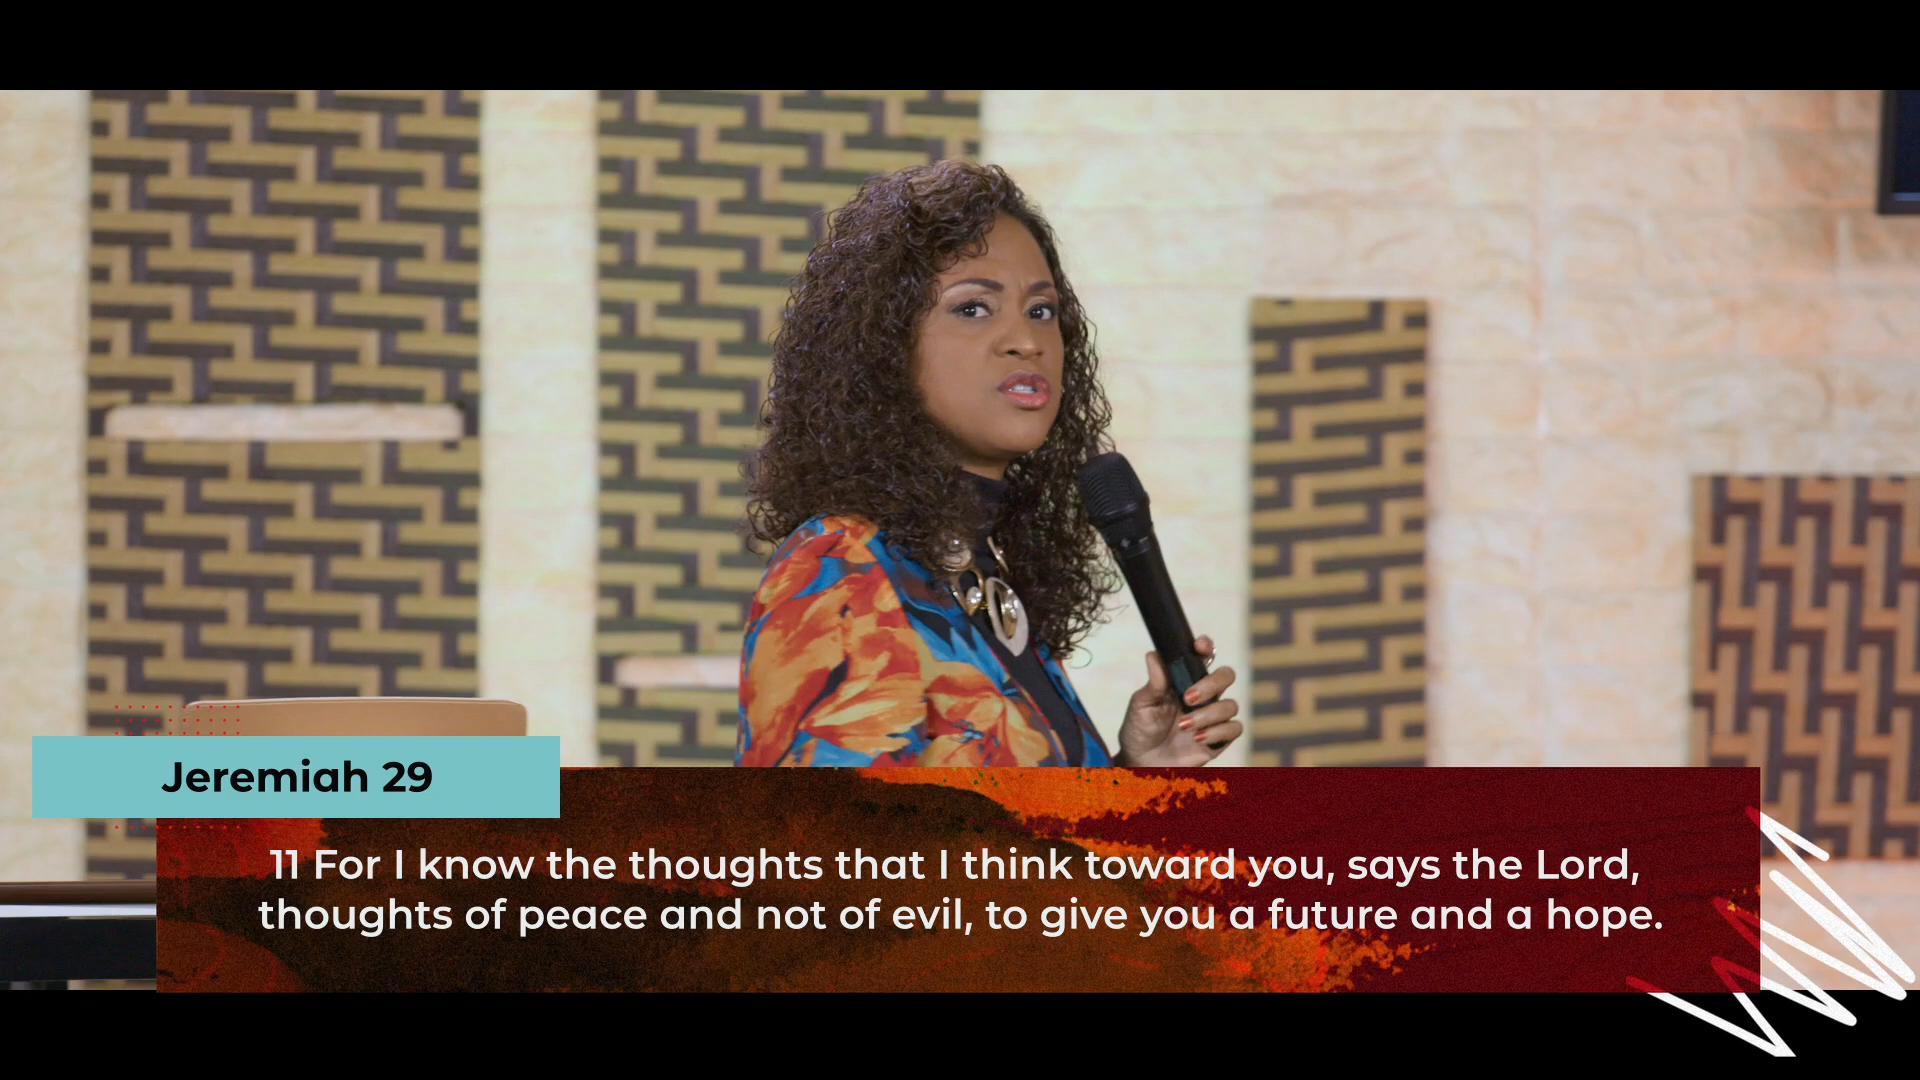 Jeremiah 29
11 For I know the thoughts that I think toward you, says the Lord,
thoughts of peace and not of evil, to give you a future and a hope.